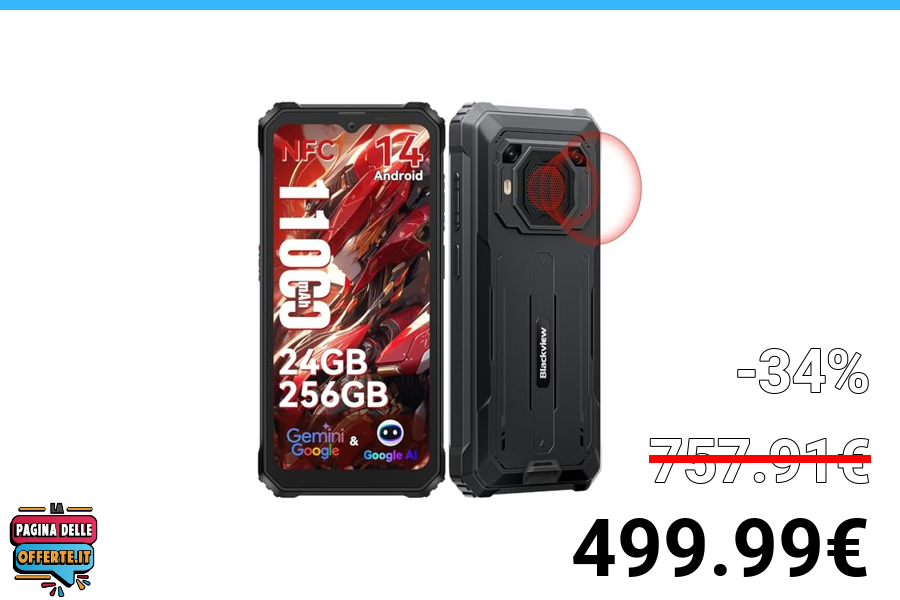 NFC
14
Android
11000
mAh
24GB
256GB
Gemini
Google
&
Google AI
Blackview
-34%
757.91€
499.99€
LA
PAGINA DELLE
OFFERTE.IT